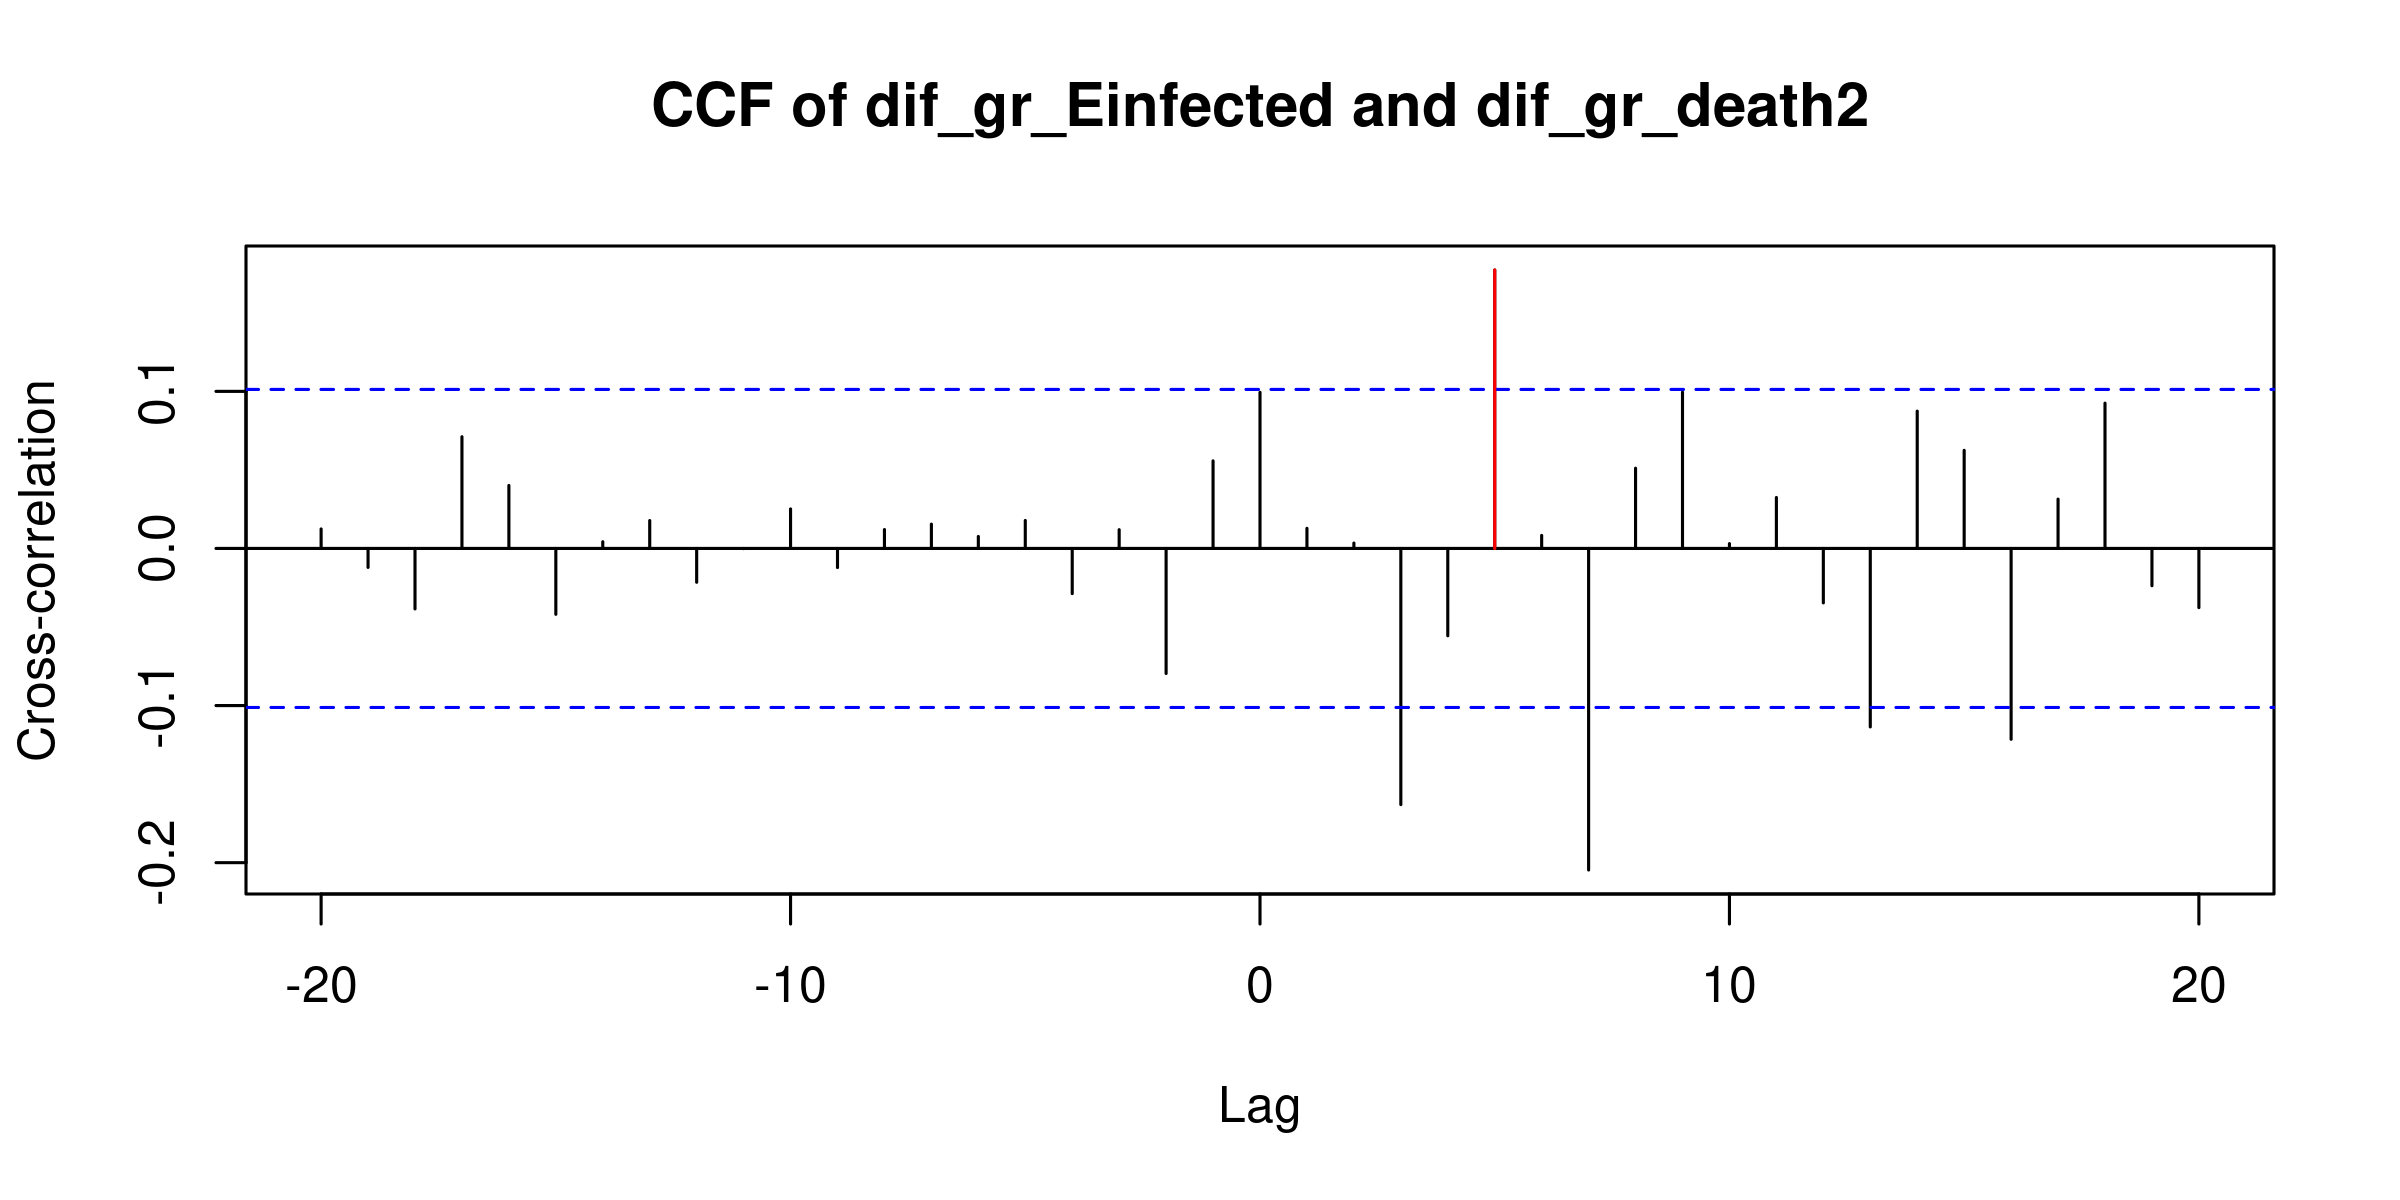 CCF of dif_gr_Einfected and dif_gr_death2
Cross-correlation
0.1
0.0
-0.1
-0.2
-20 -10 0 10 20
Lag